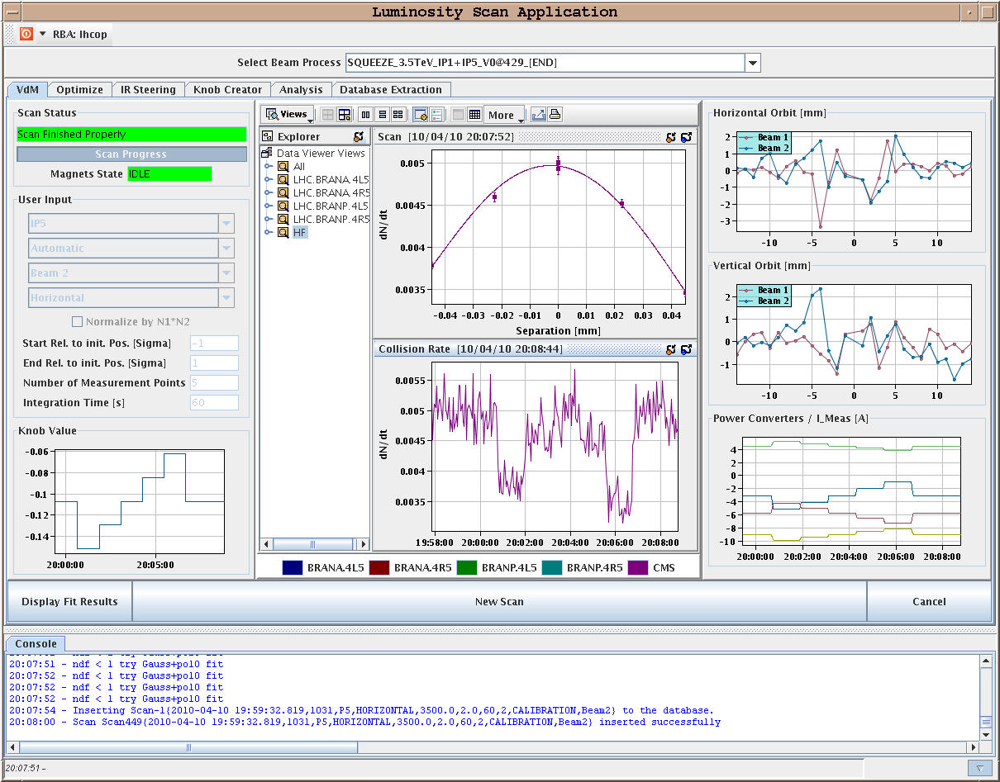 Luminosity Scan Application
RBA: lhcop
Select Beam Process SQUEEZE_3.5TeV_IP1+IP5_V0@429_[END]
VdM Optimize IR Steering Knob Creator Analysis Database Extraction
Scan Status
Scan Finished Properly
Scan Progress
Magnets State IDLE
User Input
IP5
Automatic
Beam 2
Horizontal
Normalize by N1*N2
Start Rel. to init. Pos. [Sigma] -1
End Rel. to init. Pos. [Sigma] 1
Number of Measurement Points 5
Integration Time [s] 60
Knob Value
-0.06
-0.08
-0.1
-0.12
-0.14
20:00:00 20:05:00
Views More
Explorer
Data Viewer Views
All
LHC.BRANA.4L5
LHC.BRANA.4R5
LHC.BRANP.4L5
LHC.BRANP.4R5
HF
Scan [10/04/10 20:07:52]
0.005
0.0045
0.004
0.0035
dN/dt
-0.04 -0.03 -0.02 -0.01 0 0.01 0.02 0.03 0.04
Separation [mm]
Collision Rate [10/04/10 20:08:44]
0.0055
0.005
0.0045
0.004
0.0035
dN/dt
19:58:00 20:00:00 20:02:00 20:04:00 20:06:00 20:08:00
BRANA.4L5 BRANA.4R5 BRANP.4L5 BRANP.4R5 CMS
Horizontal Orbit [mm]
Beam 1
Beam 2
2
1
0
-1
-2
-3
-10 -5 0 5 10
Vertical Orbit [mm]
Beam 1
Beam 2
2
1
0
-1
-10 -5 0 5 10
Power Converters / I_Meas [A]
4
2
0
-2
-4
-6
-8
-10
20:00:00 20:02:00 20:04:00 20:06:00 20:08:00
Display Fit Results New Scan Cancel
Console
20:07:51 - ndf < 1 try Gauss+pol0 fit
20:07:52 - ndf < 1 try Gauss+pol0 fit
20:07:52 - ndf < 1 try Gauss+pol0 fit
20:07:52 - ndf < 1 try Gauss+pol0 fit
20:07:54 - Inserting Scan-1{2010-04-10 19:59:32.819,1031,P5,HORIZONTAL,3500.0,2.0,60,2,CALIBRATION,Beam2} to the database.
20:08:00 - Scan Scan449{2010-04-10 19:59:32.819,1031,P5,HORIZONTAL,3500.0,2.0,60,2,CALIBRATION,Beam2} inserted successfully
20:07:51 -